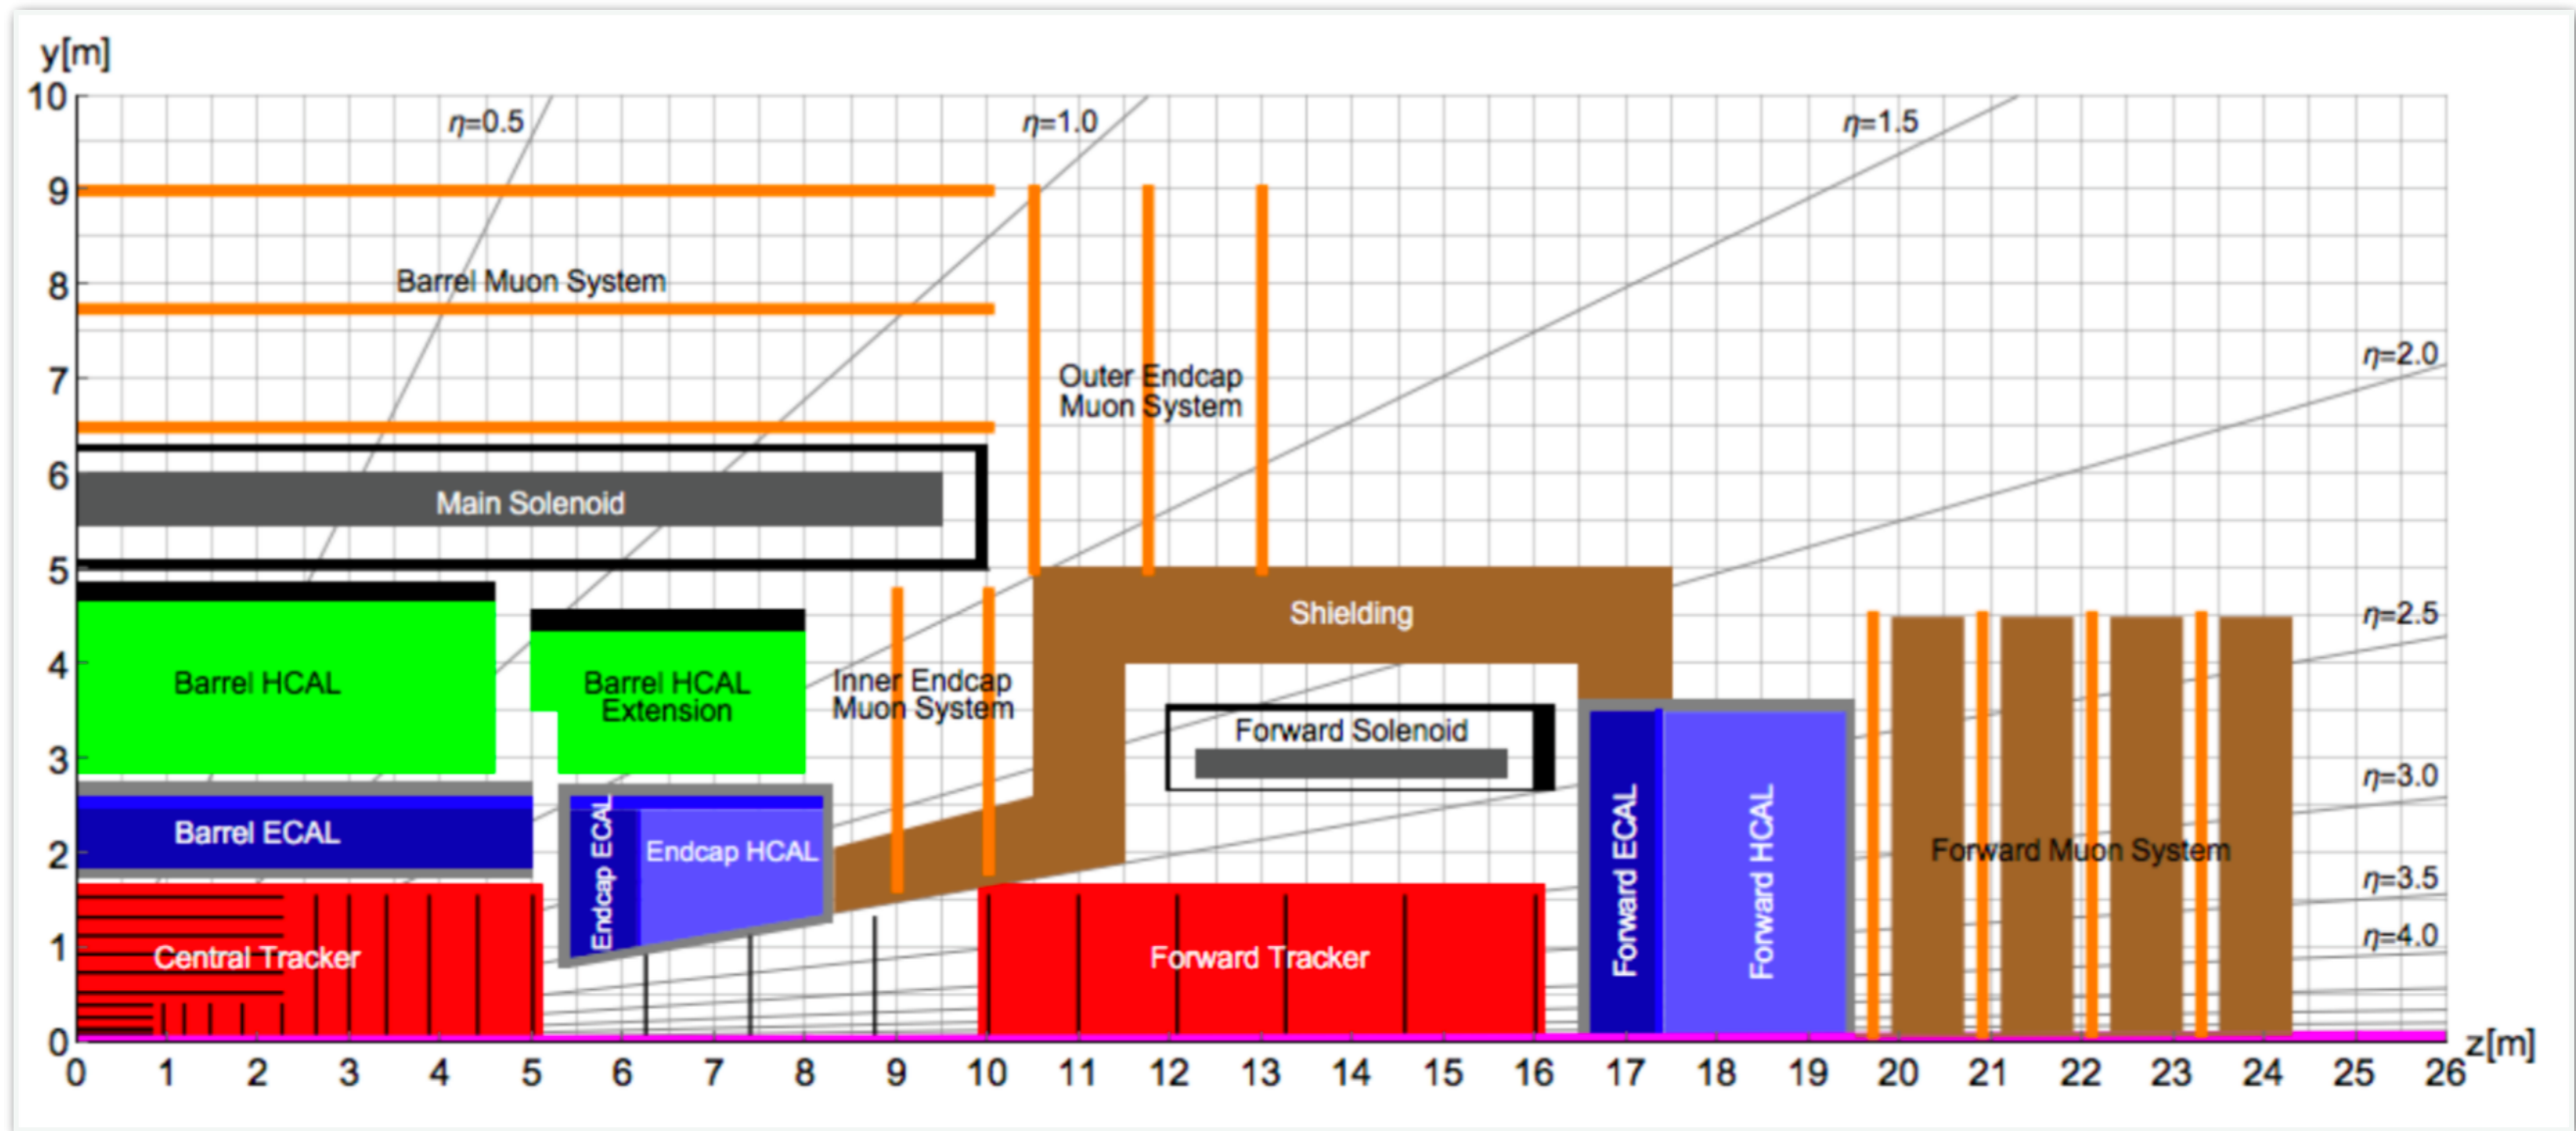 y[m]
10
η=0.5
η=1.0
η=1.5
9
8
Barrel Muon System
7
Outer Endcap
Muon System
η=2.0
6
Main Solenoid
5
Shielding
η=2.5
4
Barrel HCAL
Barrel HCAL
Extension
Inner Endcap
Muon System
3
Forward Solenoid
η=3.0
2
Barrel ECAL
Endcap ECAL
Endcap HCAL
Forward ECAL
Forward HCAL
Forward Muon System
η=3.5
1
Central Tracker
Forward Tracker
η=4.0
0
z[m]
0 1 2 3 4 5 6 7 8 9 10 11 12 13 14 15 16 17 18 19 20 21 22 23 24 25 26